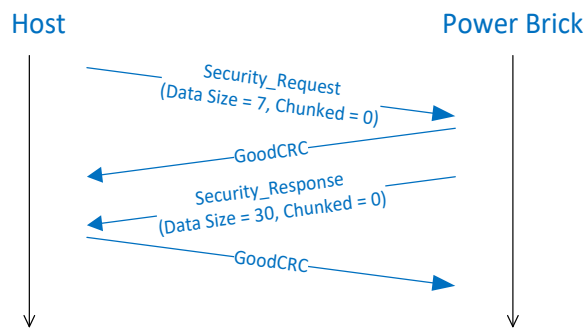 Host
Power Brick
Security_Request
(Data Size = 7, Chunked = 0)
GoodCRC
Security_Response
(Data Size = 30, Chunked = 0)
GoodCRC